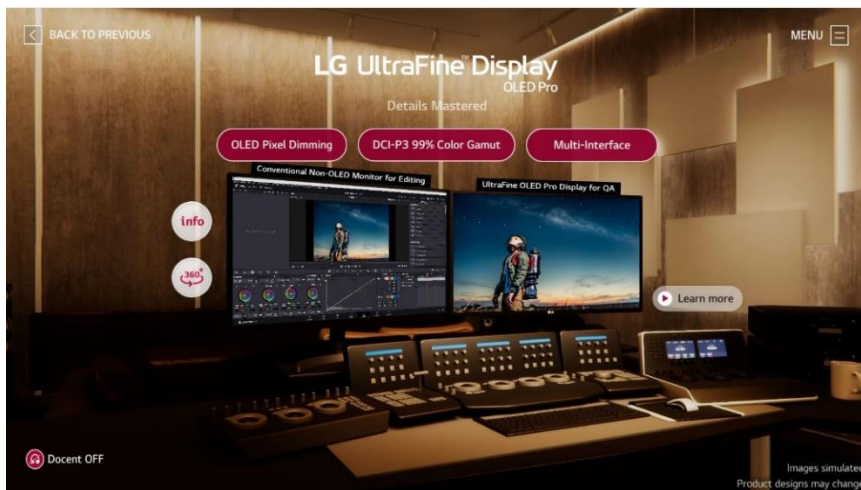 BACK TO PREVIOUS
MENU
LG UltraFine™ Display
OLED Pro
Details Mastered
OLED Pixel Dimming
DCI-P3 99% Color Gamut
Multi-Interface
Conventional Non-OLED Monitor for Editing
UltraFine OLED Pro Display for QA
info
360°
Learn more
LG
Docent OFF
Images simulated
Product designs may change